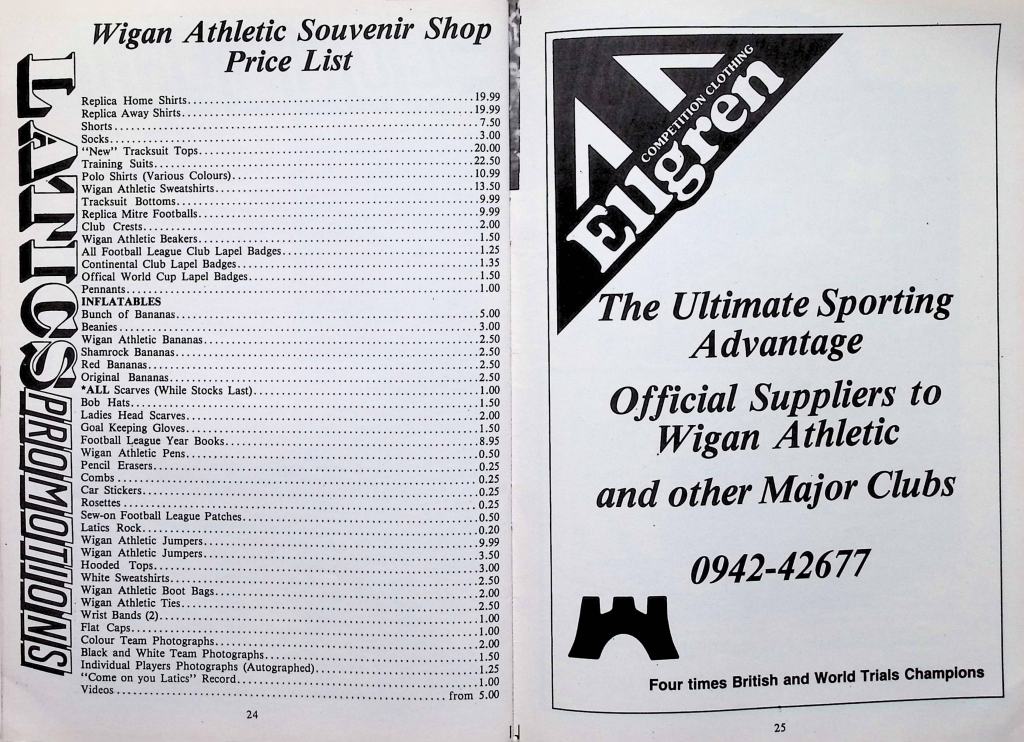 LATICS PROMOTIONS
Wigan Athletic Souvenir Shop
Price List
Replica Home Shirts 19.99
Replica Away Shirts 19.99
Shorts 7.50
Socks 3.00
"New" Tracksuit Tops 20.00
Training Suits 22.50
Polo Shirts (Various Colours) 10.99
Wigan Athletic Sweatshirts 13.50
Tracksuit Bottoms 9.99
Replica Mitre Footballs 9.99
Club Crests 2.00
Wigan Athletic Beakers 1.50
All Football League Club Lapel Badges 1.25
Continental Club Lapel Badges 1.35
Offical World Cup Lapel Badges 1.50
Pennants 1.00
INFLATABLES
Bunch of Bananas 5.00
Beanies 3.00
Wigan Athletic Bananas 2.50
Shamrock Bananas 2.50
Red Bananas 2.50
Original Bananas 2.50
*ALL Scarves (While Stocks Last) 1.00
Bob Hats 1.50
Ladies Head Scarves 2.00
Goal Keeping Gloves 1.50
Football League Year Books 8.95
Wigan Athletic Pens 0.50
Pencil Erasers 0.25
Combs 0.25
Car Stickers 0.25
Rosettes 0.25
Sew-on Football League Patches 0.50
Latics Rock 0.20
Wigan Athletic Jumpers 9.99
Wigan Athletic Jumpers 3.50
Hooded Tops 3.00
White Sweatshirts 2.50
Wigan Athletic Boot Bags 2.00
Wigan Athletic Ties 2.50
Wrist Bands (2) 1.00
Flat Caps 1.00
Colour Team Photographs 2.00
Black and White Team Photographs 1.50
Individual Players Photographs (Autographed) 1.25
"Come on you Latics" Record 1.00
Videos from 5.00
24
COMPETITION CLOTHING
Ellgren
The Ultimate Sporting
Advantage
Official Suppliers to
Wigan Athletic
and other Major Clubs
0942-42677
Four times British and World Trials Champions
25